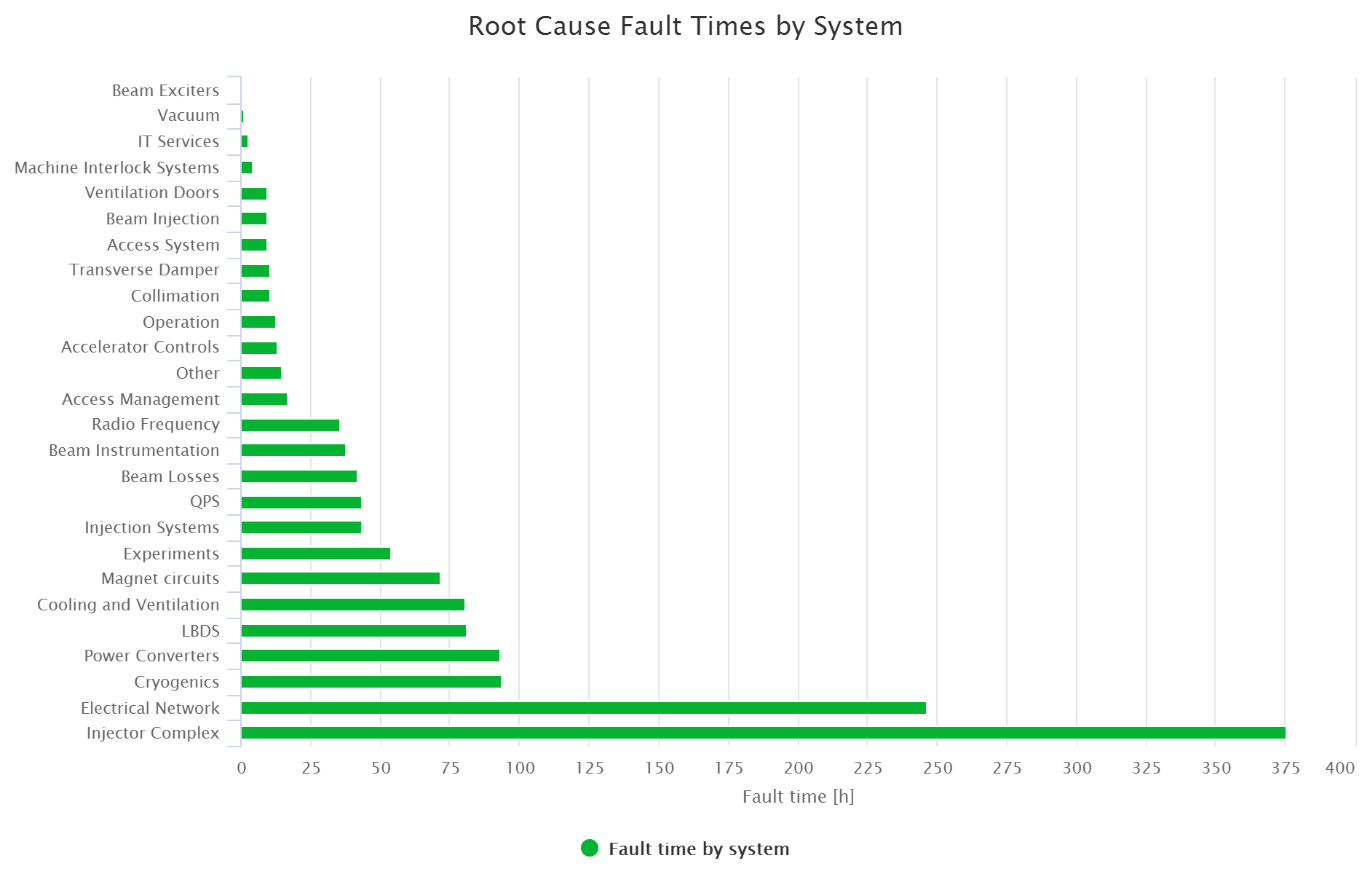 Root Cause Fault Times by System
Beam Exciters
Vacuum
IT Services
Machine Interlock Systems
Ventilation Doors
Beam Injection
Access System
Transverse Damper
Collimation
Operation
Accelerator Controls
Other
Access Management
Radio Frequency
Beam Instrumentation
Beam Losses
QPS
Injection Systems
Experiments
Magnet circuits
Cooling and Ventilation
LBDS
Power Converters
Cryogenics
Electrical Network
Injector Complex
0 25 50 75 100 125 150 175 200 225 250 275 300 325 350 375 400
Fault time [h]
Fault time by system